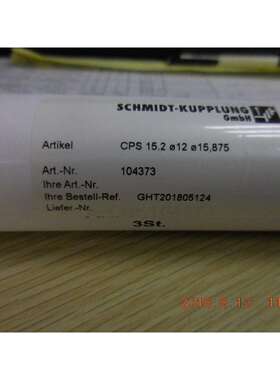 SCHMIDT-KUPPLUNG
GmbH
Artikel CPS 15.2 ø12 ø15,875
Art.-Nr. 104373
Ihre Art.-Nr.
Ihre Bestell-Ref. GHT201805124
Liefer.-Nr.
3St.